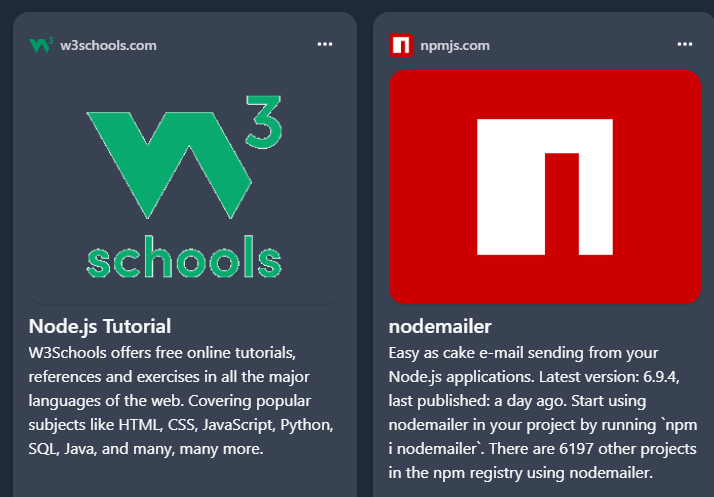 w3schools.com
W3
schools
Node.js Tutorial
W3Schools offers free online tutorials,
references and exercises in all the major
languages of the web. Covering popular
subjects like HTML, CSS, JavaScript, Python,
SQL, Java, and many, many more.
npmjs.com
n
nodemailer
Easy as cake e-mail sending from your
Node.js applications. Latest version: 6.9.4,
last published: a day ago. Start using
nodemailer in your project by running `npm
i nodemailer`. There are 6197 other projects
in the npm registry using nodemailer.